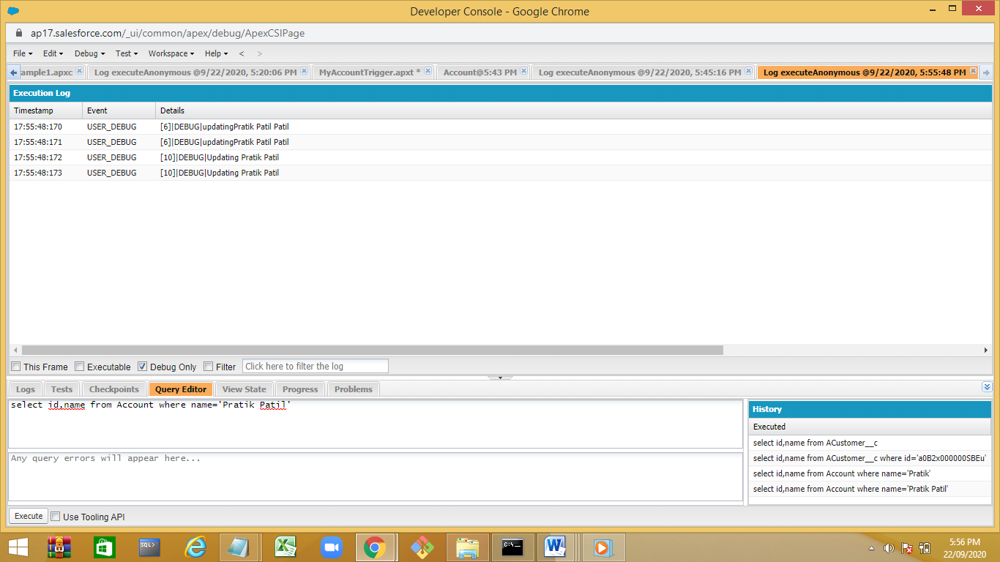 Developer Console - Google Chrome
ap17.salesforce.com/_ui/common/apex/debug/ApexCSIPage
File Edit Debug Test Workspace Help < >
ample1.apxc Log executeAnonymous @9/22/2020, 5:20:06 PM MyAccountTrigger.apxt * Account@5:43 PM Log executeAnonymous @9/22/2020, 5:45:16 PM Log executeAnonymous @9/22/2020, 5:55:48 PM
Execution Log
Timestamp Event Details
17:55:48:170 USER_DEBUG [6]|DEBUG|updatingPratik Patil Patil
17:55:48:171 USER_DEBUG [6]|DEBUG|updatingPratik Patil Patil
17:55:48:172 USER_DEBUG [10]|DEBUG|Updating Pratik Patil
17:55:48:173 USER_DEBUG [10]|DEBUG|Updating Pratik Patil
This Frame Executable Debug Only Filter Click here to filter the log
Logs Tests Checkpoints Query Editor View State Progress Problems
select id,name from Account where name='Pratik Patil'
Any query errors will appear here...
History
Executed
select id,name from ACustomer__c
select id,name from ACustomer__c where id='a0B2x000000SBEu'
select id,name from Account where name='Pratik'
select id,name from Account where name='Pratik Patil'
Execute Use Tooling API
SQL>
C:\_
5:56 PM
22/09/2020